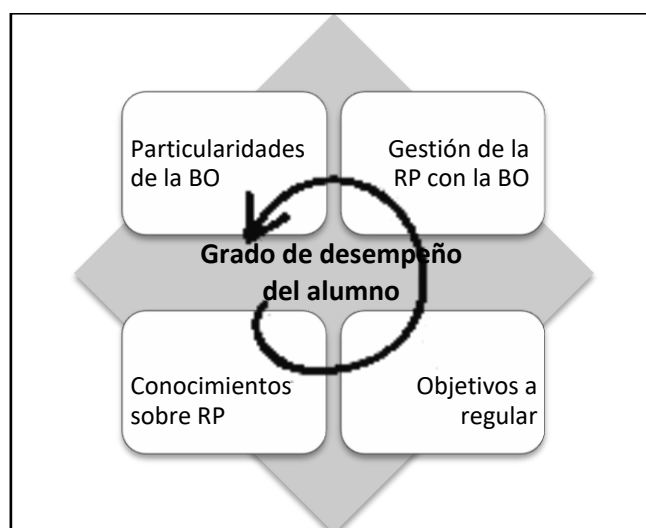 Particularidades
de la BO
Gestión de la
RP con la BO
Grado de desempeño
del alumno
Conocimientos
sobre RP
Objetivos a
regular